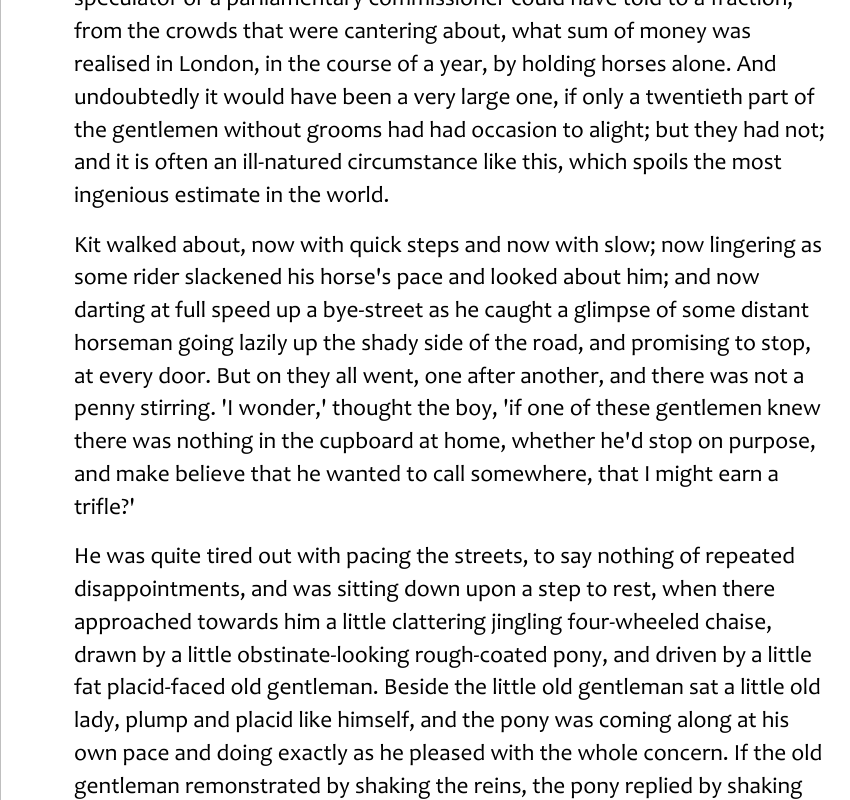 speculator or a parliamentary commissioner could have told to a fraction,
from the crowds that were cantering about, what sum of money was
realised in London, in the course of a year, by holding horses alone. And
undoubtedly it would have been a very large one, if only a twentieth part of
the gentlemen without grooms had had occasion to alight; but they had not;
and it is often an ill-natured circumstance like this, which spoils the most
ingenious estimate in the world.
Kit walked about, now with quick steps and now with slow; now lingering as
some rider slackened his horse's pace and looked about him; and now
darting at full speed up a bye-street as he caught a glimpse of some distant
horseman going lazily up the shady side of the road, and promising to stop,
at every door. But on they all went, one after another, and there was not a
penny stirring. 'I wonder,' thought the boy, 'if one of these gentlemen knew
there was nothing in the cupboard at home, whether he'd stop on purpose,
and make believe that he wanted to call somewhere, that I might earn a
trifle?'
He was quite tired out with pacing the streets, to say nothing of repeated
disappointments, and was sitting down upon a step to rest, when there
approached towards him a little clattering jingling four-wheeled chaise,
drawn by a little obstinate-looking rough-coated pony, and driven by a little
fat placid-faced old gentleman. Beside the little old gentleman sat a little old
lady, plump and placid like himself, and the pony was coming along at his
own pace and doing exactly as he pleased with the whole concern. If the old
gentleman remonstrated by shaking the reins, the pony replied by shaking